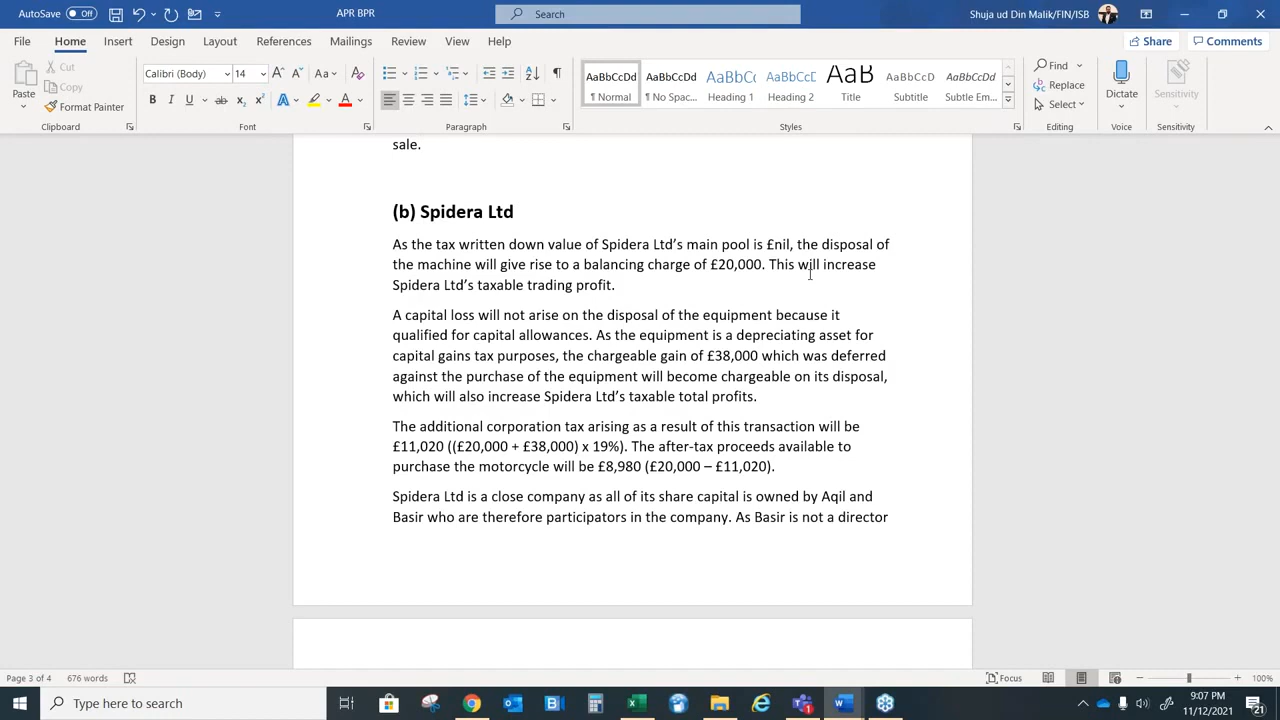 AutoSave Off APR BPR Search Shuja ud Din Malik/FIN/ISB
File Home Insert Draw Design Layout References Mailings Review View Help Share Comments
Cut
Copy
Format Painter
Paste
Calibri (Body) 14
AaBbCcDd AaBbCcDd AaBbCc AaBbCcC AaB AaBbCcD AaBbCcDd
¶ Normal ¶ No Spac... Heading 1 Heading 2 Title Subtitle Subtle Em...
Find
Replace
Select
Dictate Sensitivity
Clipboard Font Paragraph Styles Editing Voice Sensitivity
sale.
(b) Spidera Ltd
As the tax written down value of Spidera Ltd’s main pool is £nil, the disposal of
the machine will give rise to a balancing charge of £20,000. This will increase
Spidera Ltd’s taxable trading profit.
A capital loss will not arise on the disposal of the equipment because it
qualified for capital allowances. As the equipment is a depreciating asset for
capital gains tax purposes, the chargeable gain of £38,000 which was deferred
against the purchase of the equipment will become chargeable on its disposal,
which will also increase Spidera Ltd’s taxable total profits.
The additional corporation tax arising as a result of this transaction will be
£11,020 ((£20,000 + £38,000) x 19%). The after-tax proceeds available to
purchase the motorcycle will be £8,980 (£20,000 – £11,020).
Spidera Ltd is a close company as all of its share capital is owned by Aqil and
Basir who are therefore participators in the company. As Basir is not a director
Page 3 of 4 676 words Focus 100%
Type here to search
9:07 PM
11/12/2021
21